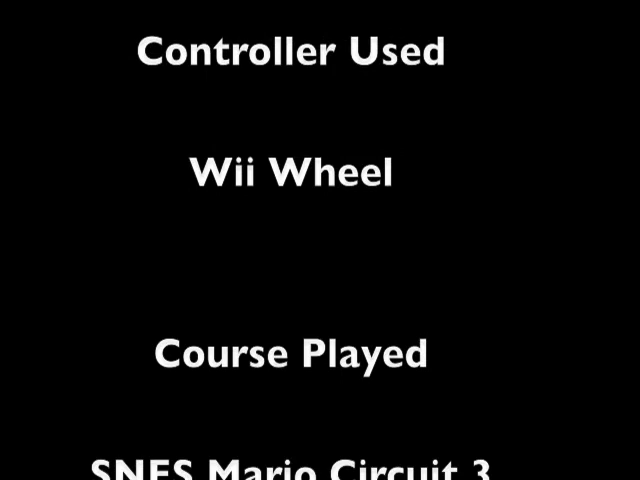 Controller Used
Wii Wheel
Course Played
SNES Mario Circuit 3